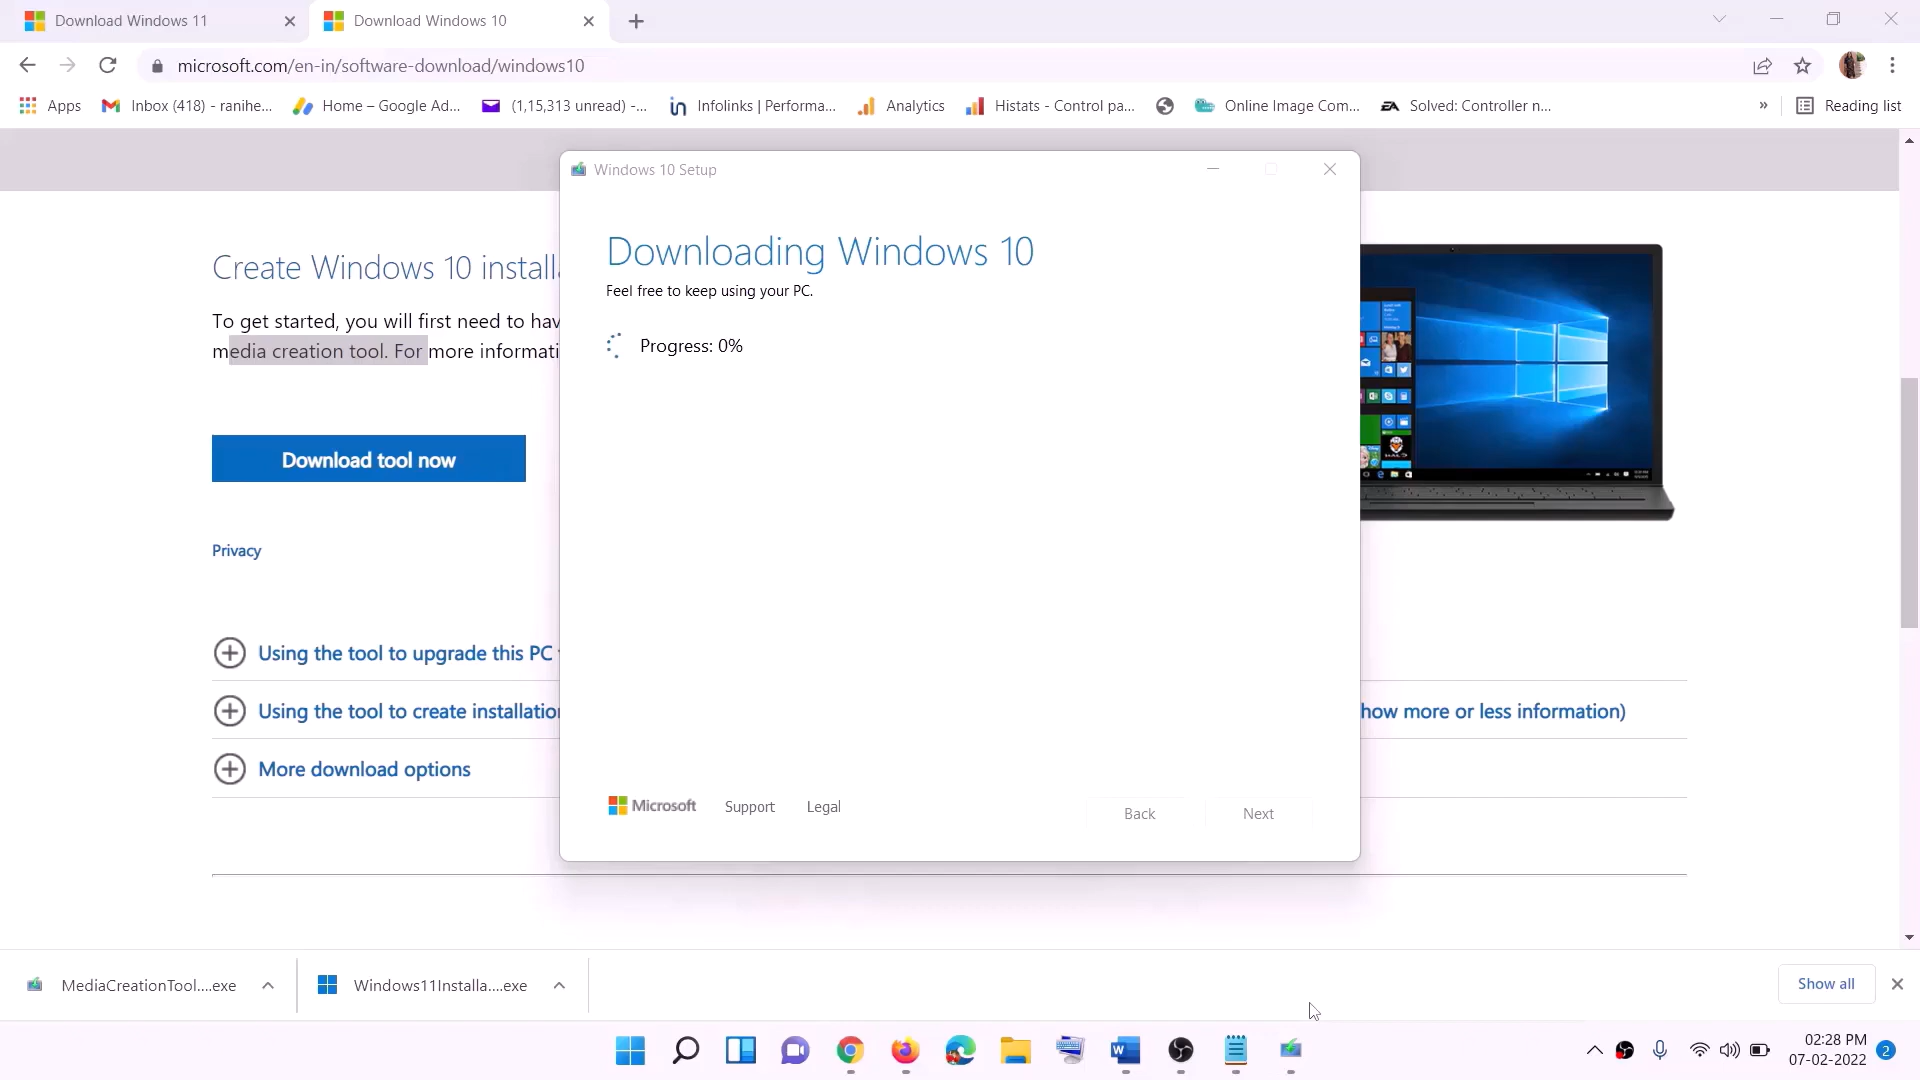 Download Windows 11
Download Windows 10
microsoft.com/en-in/software-download/windows10
Apps
Inbox (418) - ranihe...
Home – Google Ad...
(1,15,313 unread) -...
Infolinks | Performa...
Analytics
Histats - Control pa...
Online Image Com...
Solved: Controller n...
»
Reading list
Windows 10 Setup
Downloading Windows 10
Feel free to keep using your PC.
Progress: 0%
Create Windows 10 install
To get started, you will first need to hav
media creation tool. For more informati
Download tool now
Privacy
Using the tool to upgrade this PC
Using the tool to create installation
how more or less information)
More download options
Microsoft
Support
Legal
Back
Next
MediaCreationTool....exe
Windows11Installa....exe
Show all
02:28 PM
07-02-2022
2